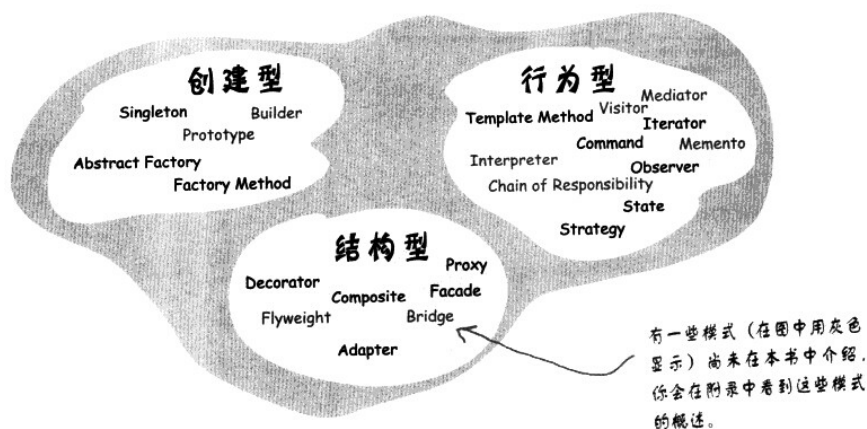 创建型
Singleton
Builder
Prototype
Abstract Factory
Factory Method
行为型
Mediator
Visitor
Template Method
Iterator
Command
Memento
Interpreter
Observer
Chain of Responsibility
State
Strategy
结构型
Proxy
Decorator
Facade
Composite
Flyweight
Bridge
Adapter
有一些模式（在图中用灰色
显示）尚未在本书中介绍，
你会在附录中看到这些模式
的概述。